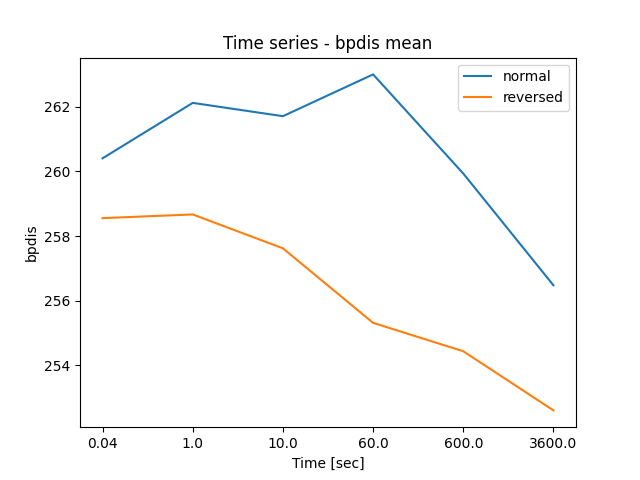 Time series - bpdis mean
normal
reversed
bpdis
262
260
258
256
254
0.04 1.0 10.0 60.0 600.0 3600.0
Time [sec]